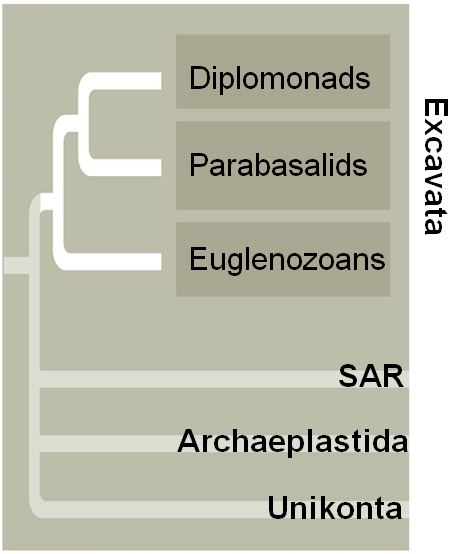 Diplomonads
Parabasalids
Euglenozoans
Excavata
SAR
Archaeplastida
Unikonta